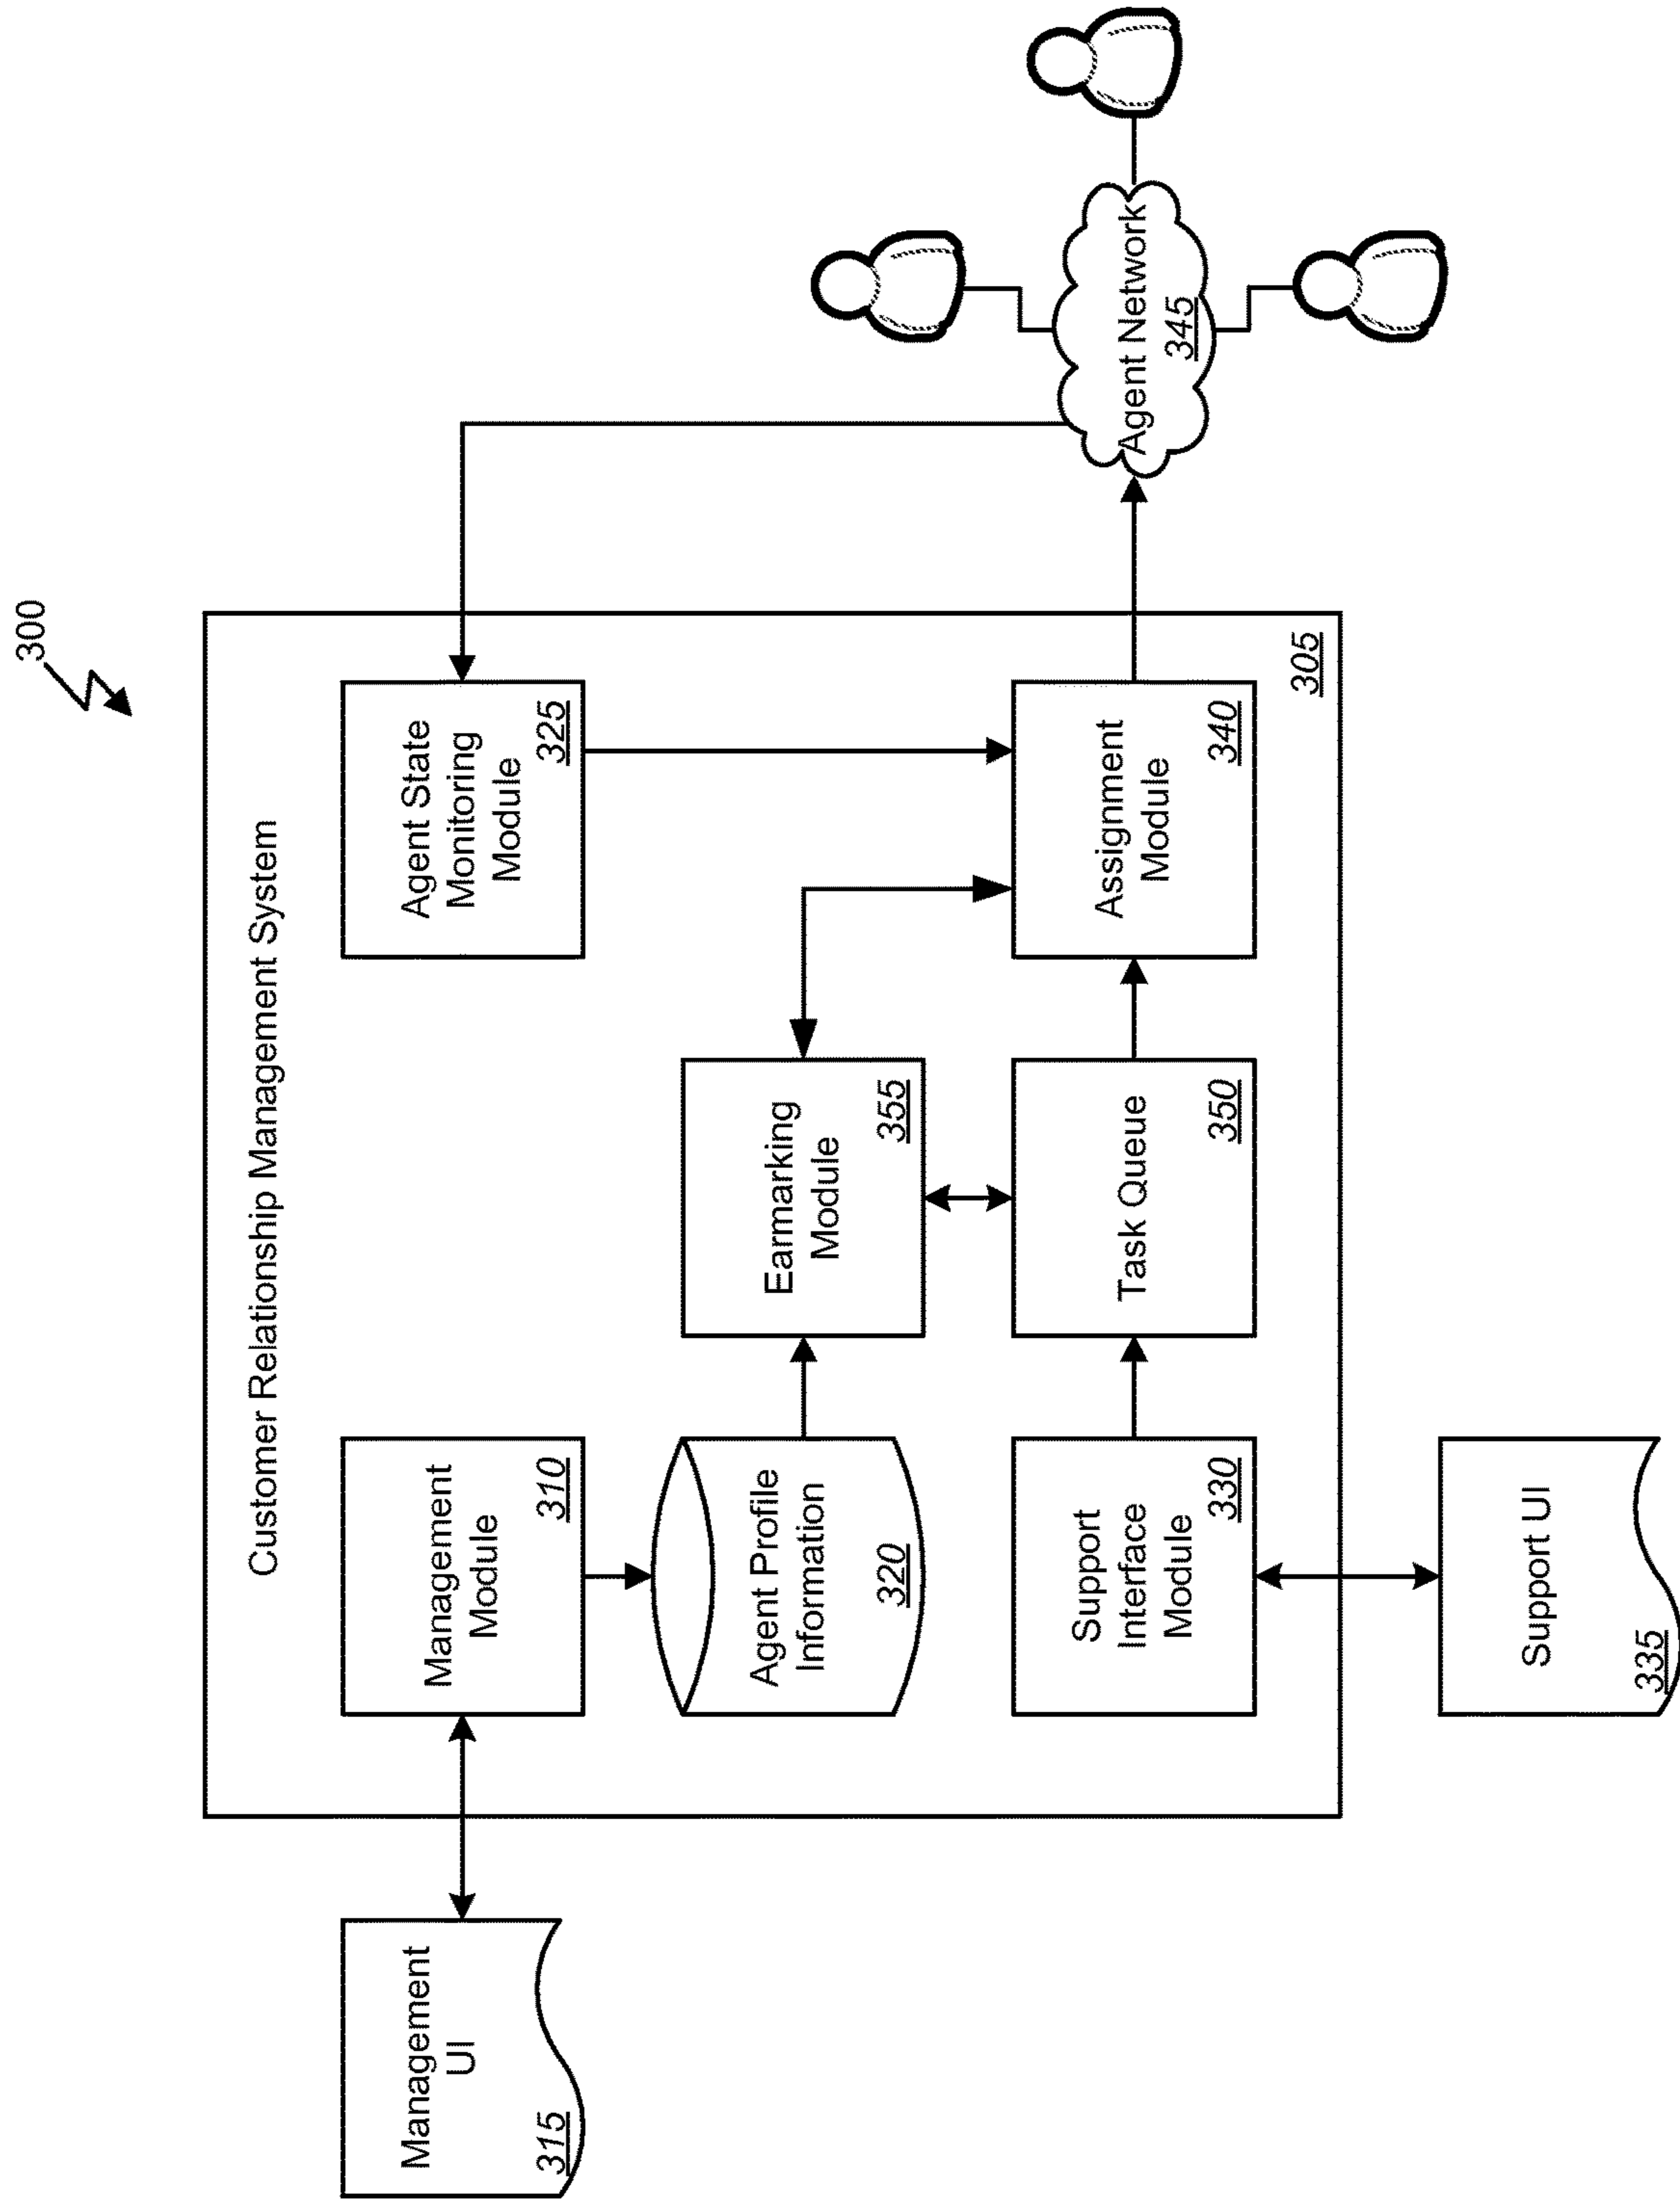 300
Customer Relationship Management System
Management
UI
315
Management
Module
310
Agent State
Monitoring
Module
325
Agent Profile
Information
320
Earmarking
Module
355
Support
Interface
Module
330
Task Queue
350
Assignment
Module
340
Agent Network
345
305
Support UI
335